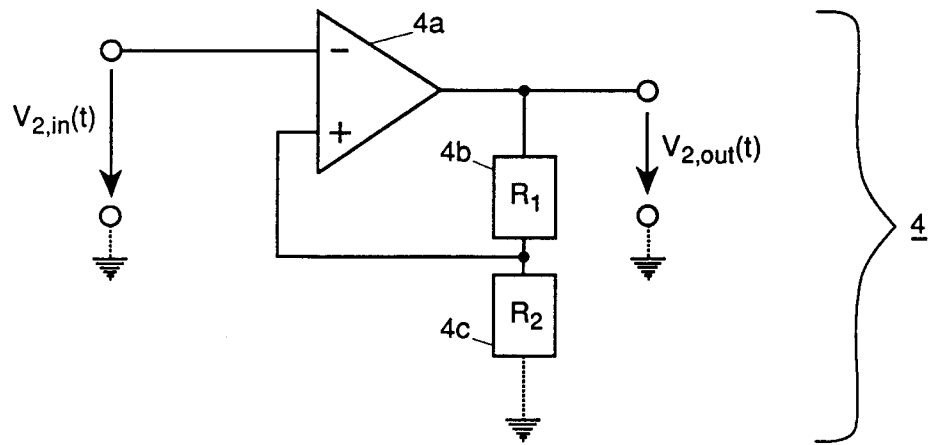 4a
−
V2,in(t)
+
4b
V2,out(t)
R1
4
R2
4c